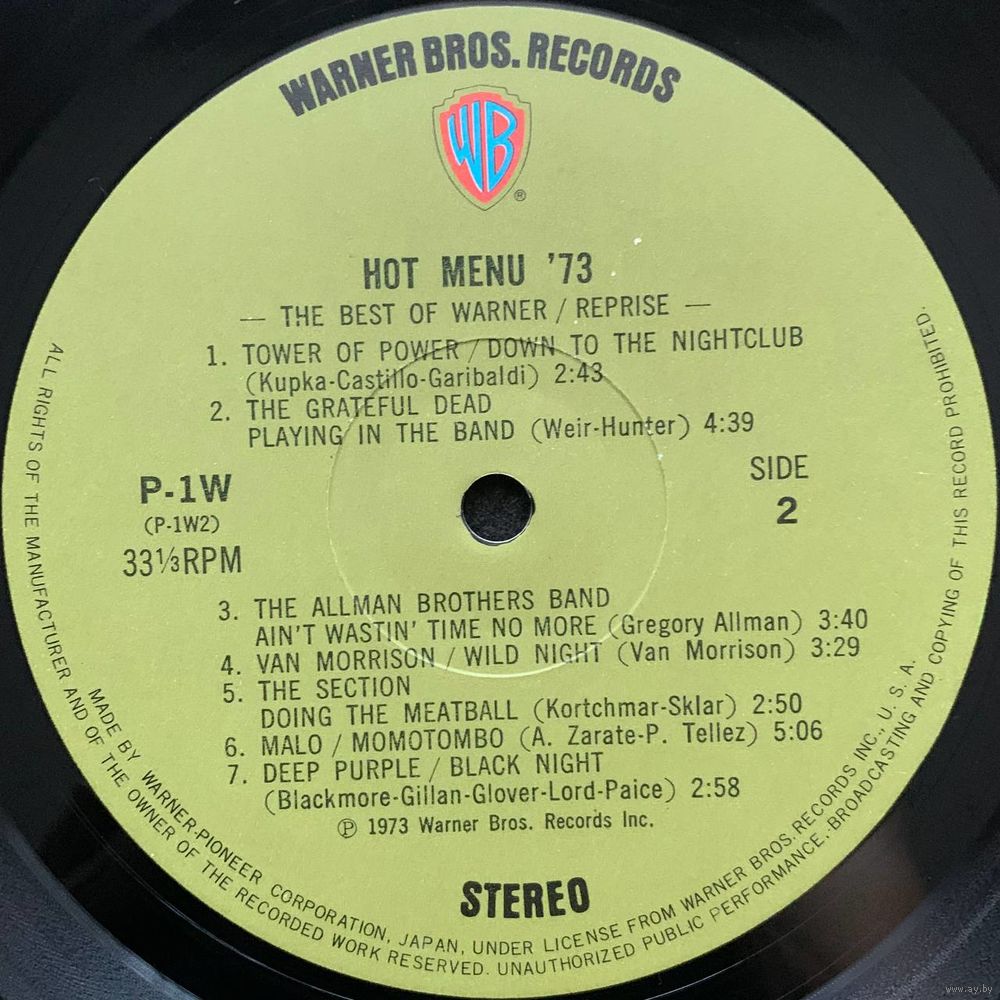 WARNER BROS. RECORDS
WB
®
HOT MENU '73
— THE BEST OF WARNER / REPRISE —
1. TOWER OF POWER / DOWN TO THE NIGHTCLUB
(Kupka-Castillo-Garibaldi) 2:43
2. THE GRATEFUL DEAD
PLAYING IN THE BAND (Weir-Hunter) 4:39
P-1W
(P-1W2)
33⅓RPM
SIDE
2
3. THE ALLMAN BROTHERS BAND
AIN'T WASTIN' TIME NO MORE (Gregory Allman) 3:40
4. VAN MORRISON / WILD NIGHT (Van Morrison) 3:29
5. THE SECTION
DOING THE MEATBALL (Kortchmar-Sklar) 2:50
6. MALO / MOMOTOMBO (A. Zarate-P. Tellez) 5:06
7. DEEP PURPLE / BLACK NIGHT
(Blackmore-Gillan-Glover-Lord-Paice) 2:58
Ⓟ 1973 Warner Bros. Records Inc.
STEREO
MADE BY WARNER-PIONEER CORPORATION, JAPAN, UNDER LICENSE FROM WARNER BROS. RECORDS INC., U. S. A.
ALL RIGHTS OF THE MANUFACTURER AND OF THE OWNER OF THE RECORDED WORK RESERVED. UNAUTHORIZED PUBLIC PERFORMANCE, BROADCASTING AND COPYING OF THIS RECORD PROHIBITED.
www.ay.by